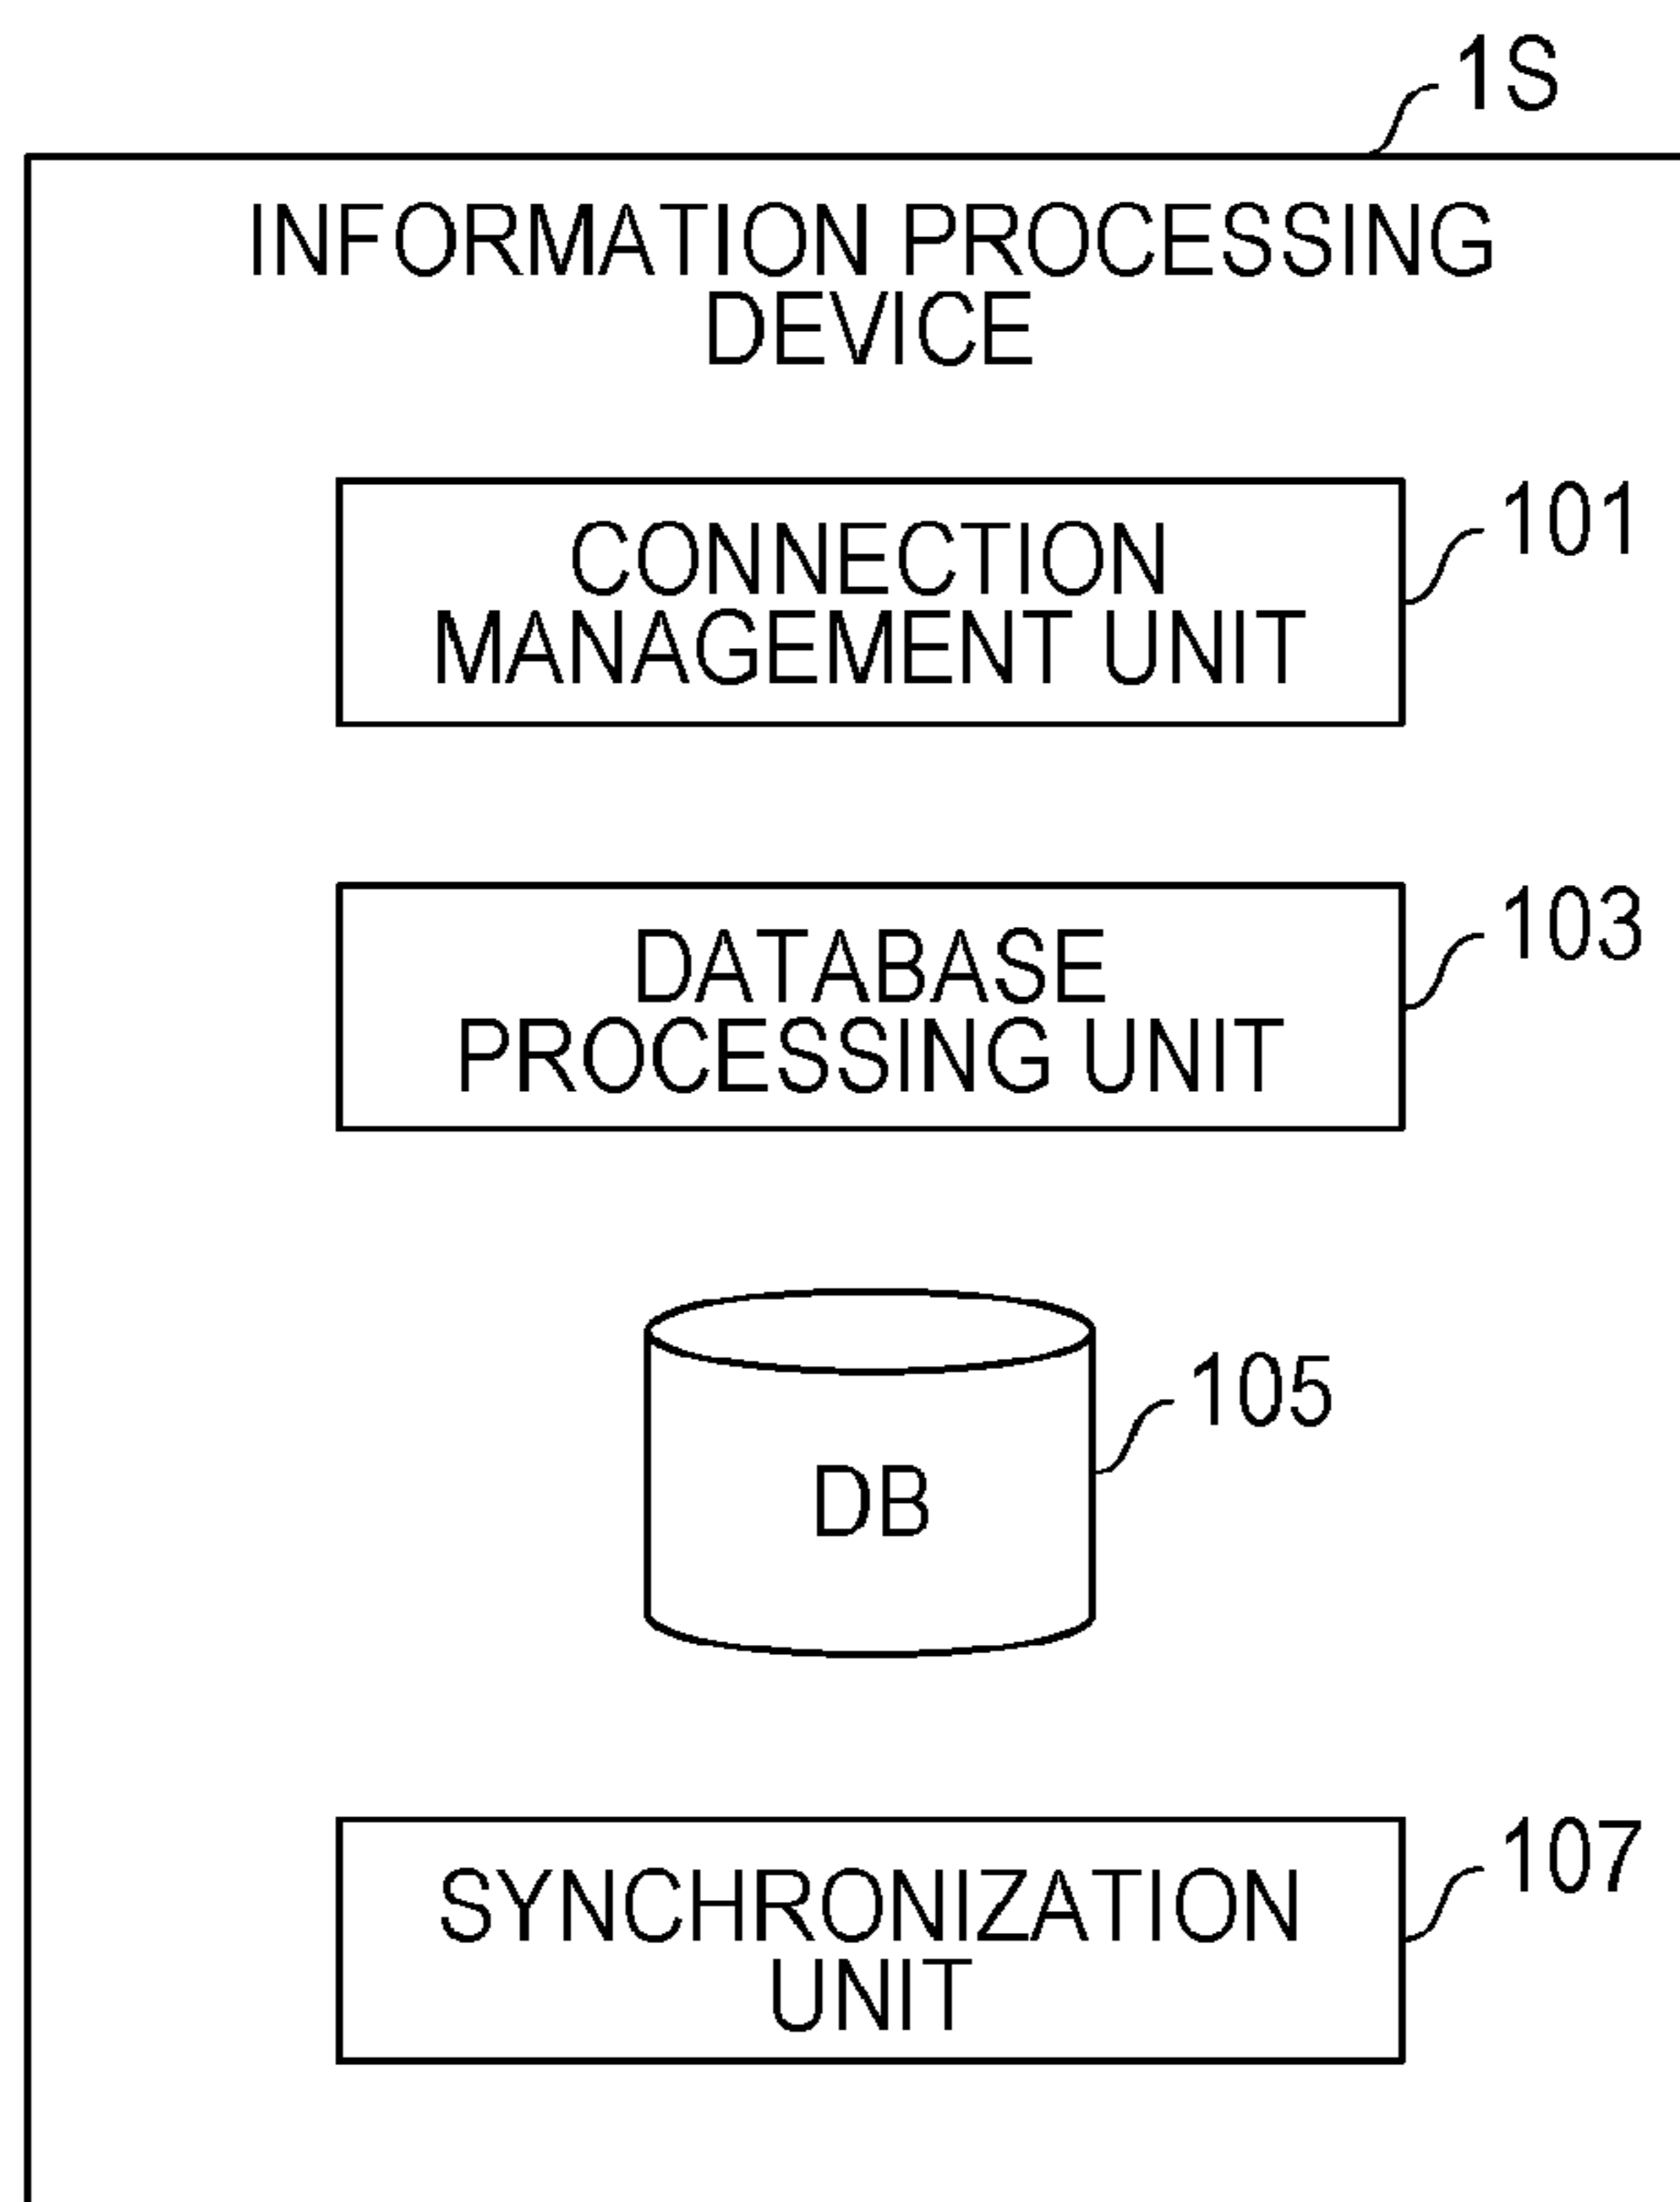 1S
INFORMATION PROCESSING
DEVICE
CONNECTION
MANAGEMENT UNIT
101
DATABASE
PROCESSING UNIT
103
DB
105
SYNCHRONIZATION
UNIT
107